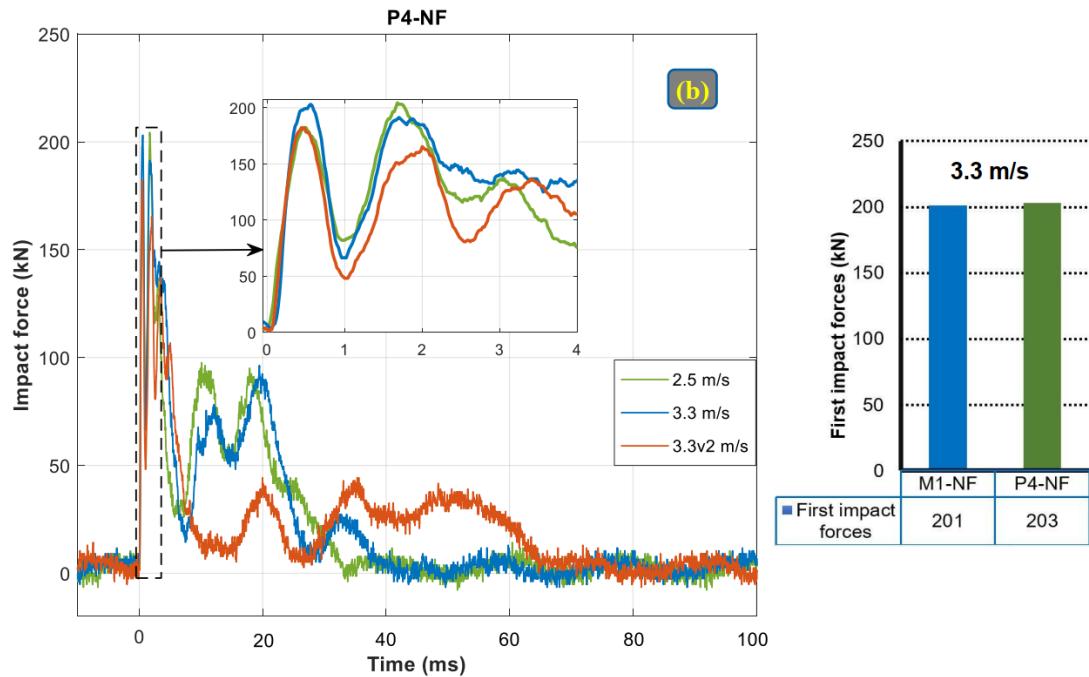 P4-NF
250
200
150
100
50
0
Impact force (kN)
0
20
40
60
80
100
Time (ms)
(b)
200
150
100
50
0
0
1
2
3
4
2.5 m/s
3.3 m/s
3.3v2 m/s
250
200
150
100
50
0
First impact forces (kN)
3.3 m/s
M1-NF P4-NF
First impact
forces
201 203